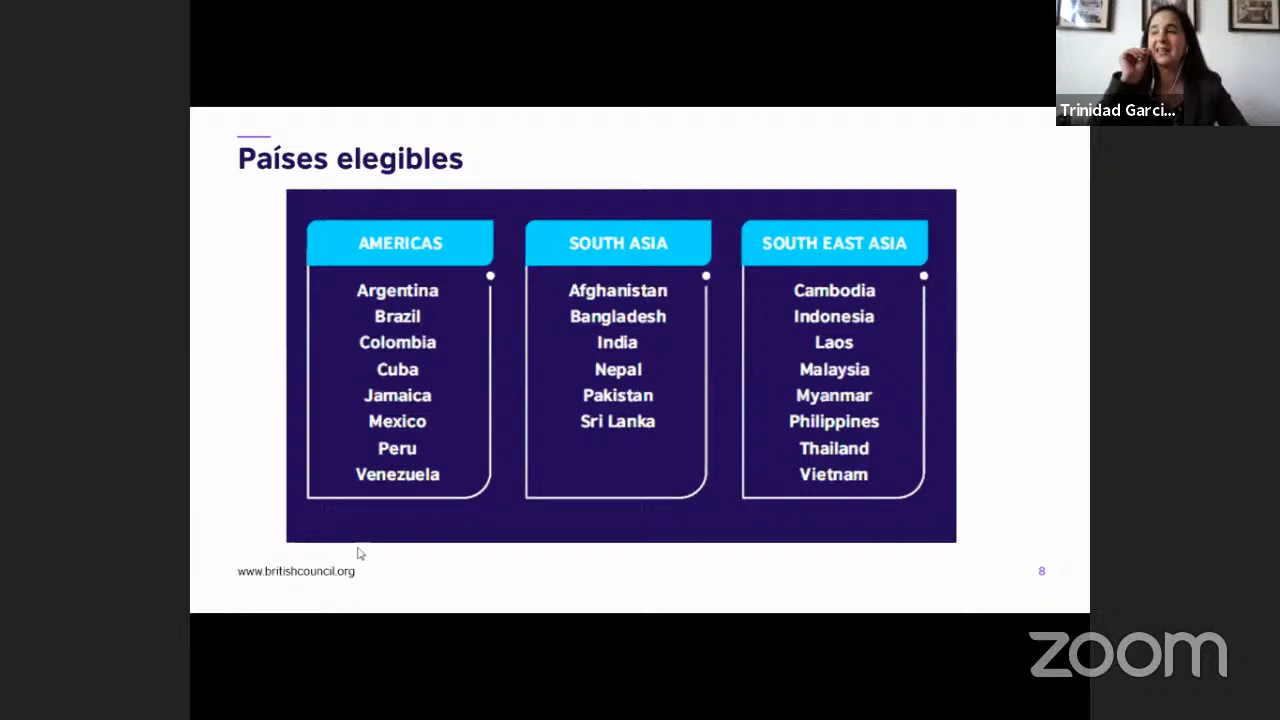 Trinidad Garci...
Países elegibles
AMERICAS
Argentina
Brazil
Colombia
Cuba
Jamaica
Mexico
Peru
Venezuela
SOUTH ASIA
Afghanistan
Bangladesh
India
Nepal
Pakistan
Sri Lanka
SOUTH EAST ASIA
Cambodia
Indonesia
Laos
Malaysia
Myanmar
Philippines
Thailand
Vietnam
www.britishcouncil.org
8
zoom